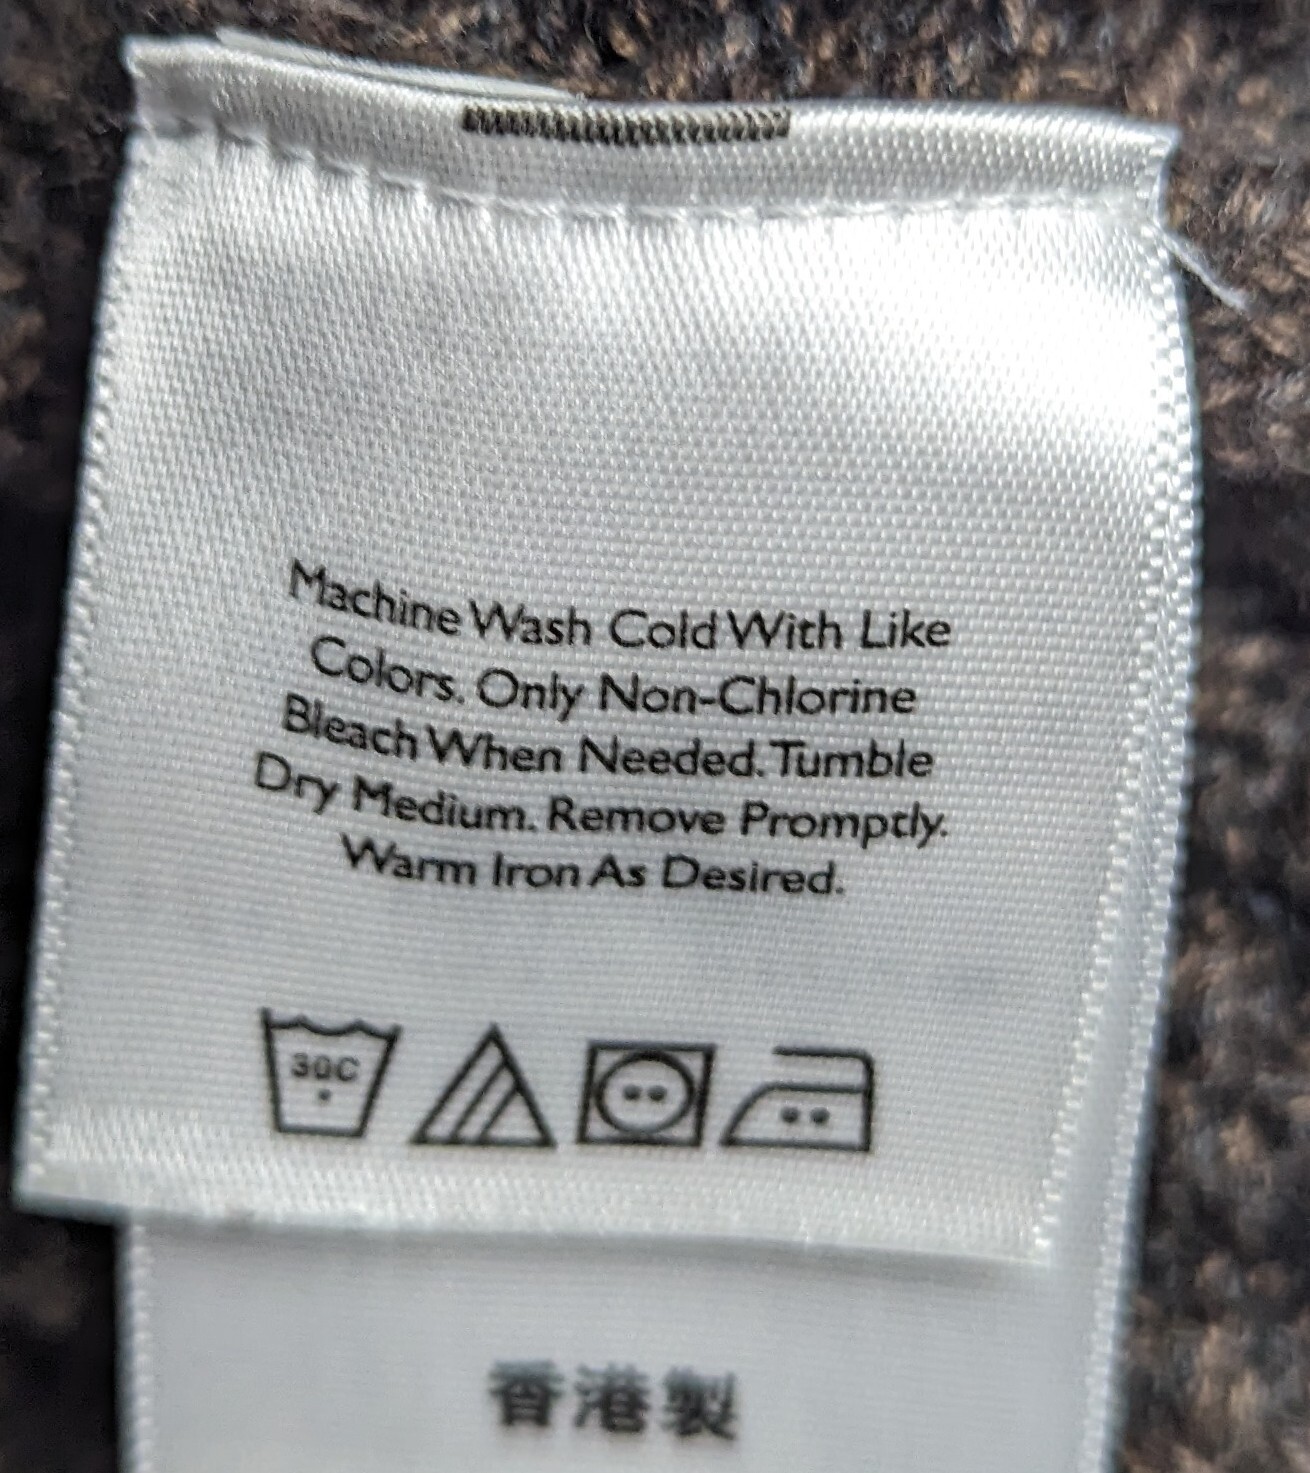 Machine Wash Cold With Like
Colors. Only Non-Chlorine
Bleach When Needed. Tumble
Dry Medium. Remove Promptly.
Warm Iron As Desired.
30C
香港製